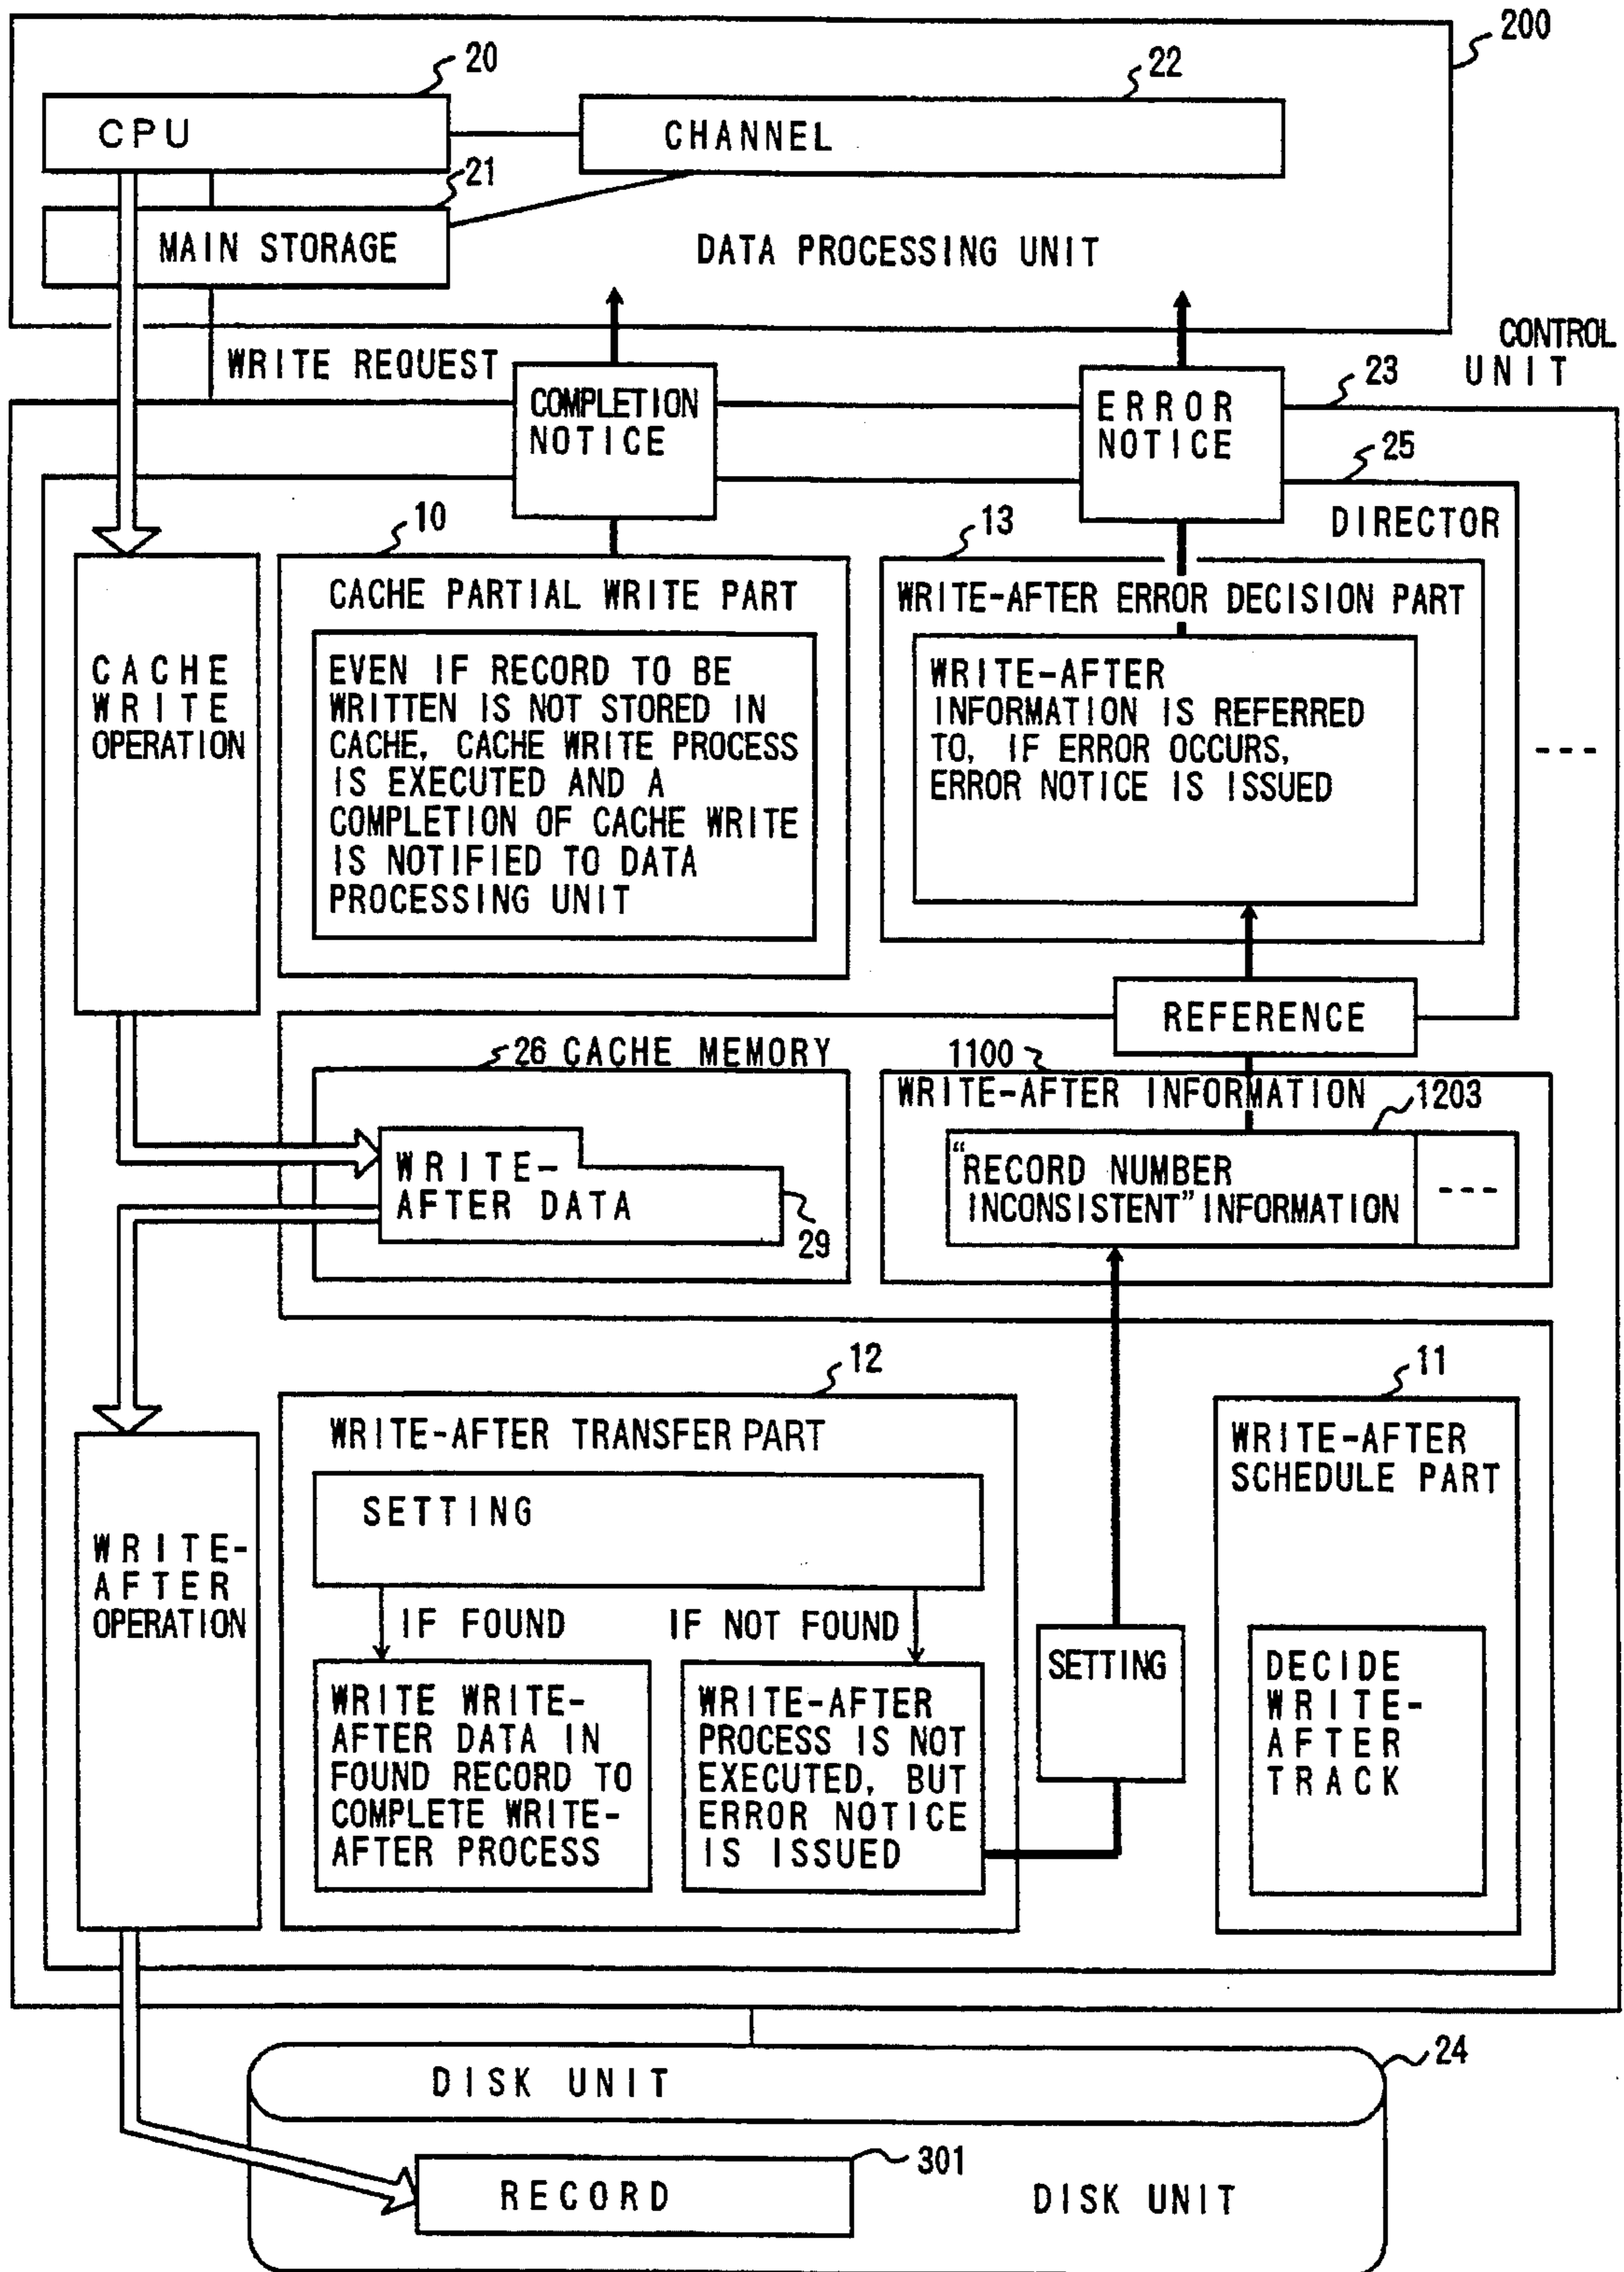 200
20
22
CPU
CHANNEL
21
MAIN STORAGE
DATA PROCESSING UNIT
CONTROL
UNIT
WRITE REQUEST
23
COMPLETION
NOTICE
ERROR
NOTICE
25
DIRECTOR
10
13
CACHE PARTIAL WRITE PART
WRITE-AFTER ERROR DECISION PART
CACHE
WRITE
OPERATION
EVEN IF RECORD TO BE
WRITTEN IS NOT STORED IN
CACHE, CACHE WRITE PROCESS
IS EXECUTED AND A
COMPLETION OF CACHE WRITE
IS NOTIFIED TO DATA
PROCESSING UNIT
WRITE-AFTER
INFORMATION IS REFERRED
TO, IF ERROR OCCURS,
ERROR NOTICE IS ISSUED
---
REFERENCE
26 CACHE MEMORY
1100
WRITE-AFTER INFORMATION
1203
WRITE-
AFTER DATA
29
“RECORD NUMBER
INCONSISTENT” INFORMATION
---
12
11
WRITE-AFTER TRANSFER PART
WRITE-AFTER
SCHEDULE PART
SETTING
WRITE-
AFTER
OPERATION
IF FOUND
IF NOT FOUND
SETTING
WRITE WRITE-
AFTER DATA IN
FOUND RECORD TO
COMPLETE WRITE-
AFTER PROCESS
WRITE-AFTER
PROCESS IS NOT
EXECUTED, BUT
ERROR NOTICE
IS ISSUED
DECIDE
WRITE-
AFTER
TRACK
24
DISK UNIT
301
RECORD
DISK UNIT